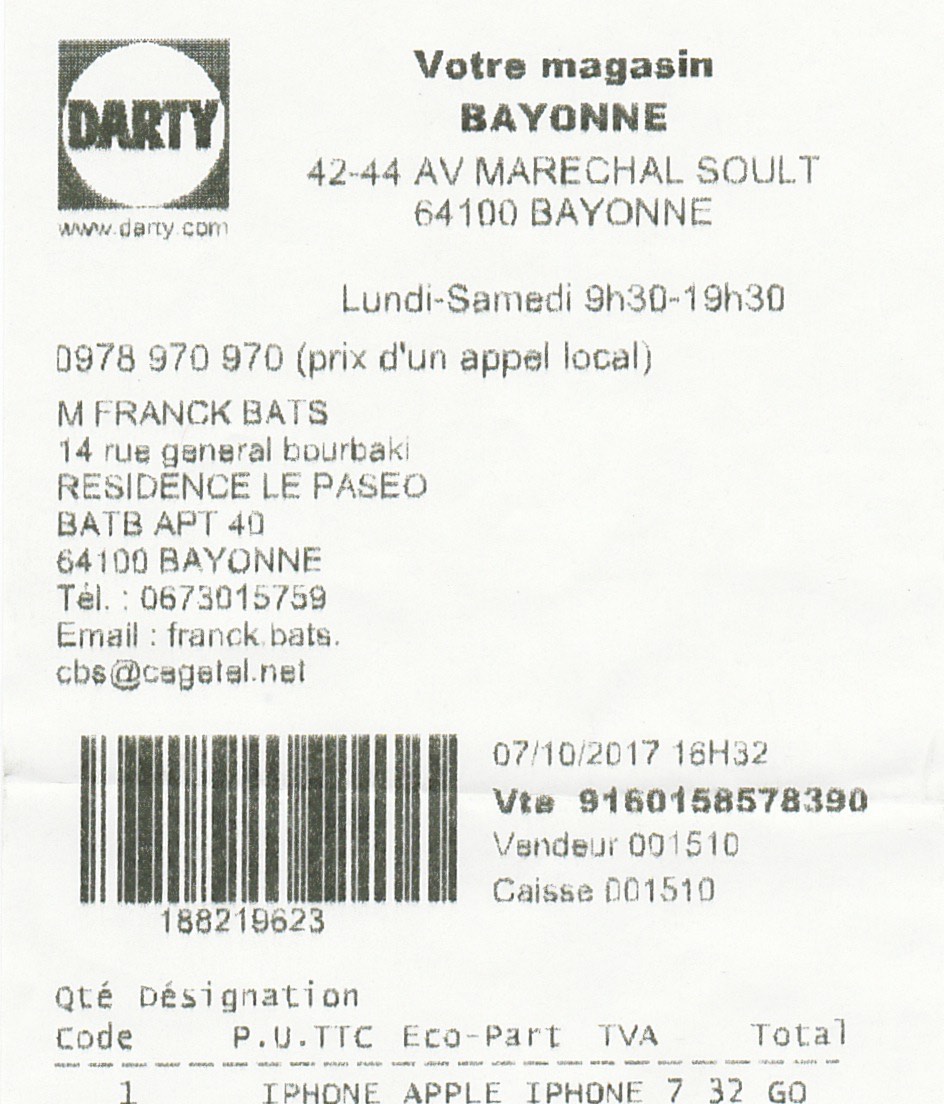 DARTY
www.darty.com
Votre magasin
BAYONNE
42-44 AV MARECHAL SOULT
64100 BAYONNE
Lundi-Samedi 9h30-19h30
0978 970 970 (prix d'un appel local)
M FRANCK BATS
14 rue general bourbaki
RESIDENCE LE PASEO
BATB APT 40
64100 BAYONNE
Tél. : 0673015759
Email : franck.bats.
cbs@cegetel.net
07/10/2017 16H32
Vte 9160158578390
Vendeur 001510
Caisse 001510
188219623
Qté Désignation
Code P.U.TTC Eco-Part TVA Total
1 IPHONE APPLE IPHONE 7 32 GO